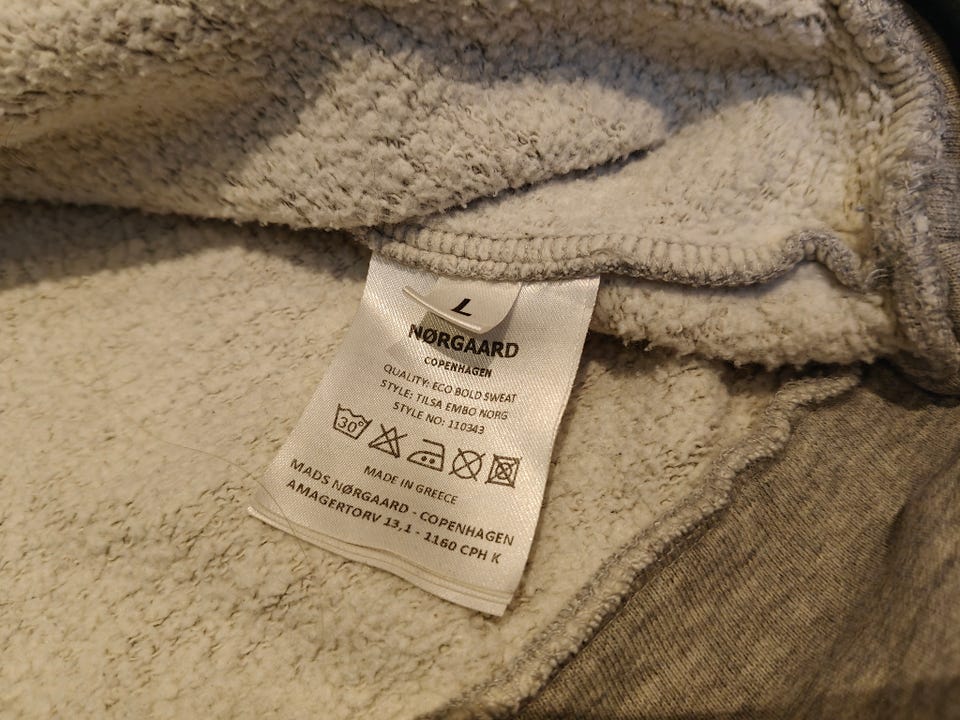 L
NØRGAARD
COPENHAGEN
QUALITY: ECO BOLD SWEAT
STYLE: TILSA EMBO NORG
STYLE NO: 110343
30°
MADE IN GREECE
MADS NØRGAARD - COPENHAGEN
AMAGERTORV 13,1 - 1160 CPH K